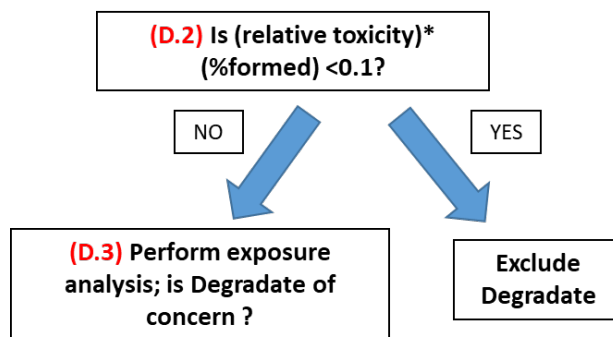 (D.2) Is (relative toxicity)*
(%formed) <0.1?
NO
YES
(D.3) Perform exposure
analysis; is Degradate of
concern ?
Exclude
Degradate